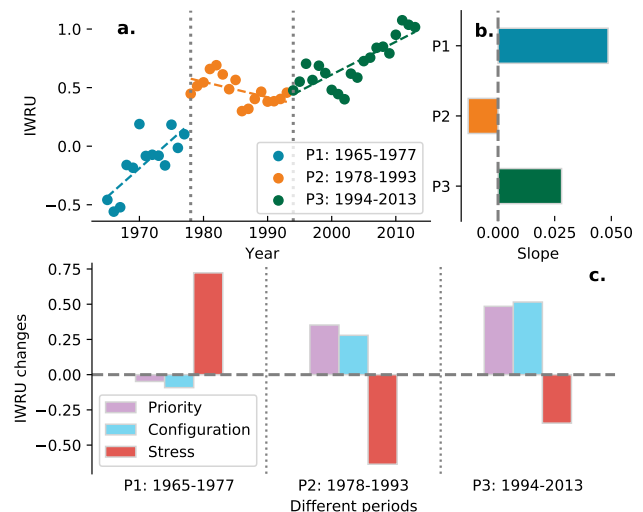 a.
1.0
0.5
0.0
−0.5
IWRU
P1: 1965-1977
P2: 1978-1993
P3: 1994-2013
1970 1980 1990 2000 2010
Year
b.
P1
P2
P3
0.000 0.025 0.050
Slope
c.
0.75
0.50
0.25
0.00
−0.25
−0.50
IWRU changes
Priority
Configuration
Stress
P1: 1965-1977 P2: 1978-1993 P3: 1994-2013
Different periods